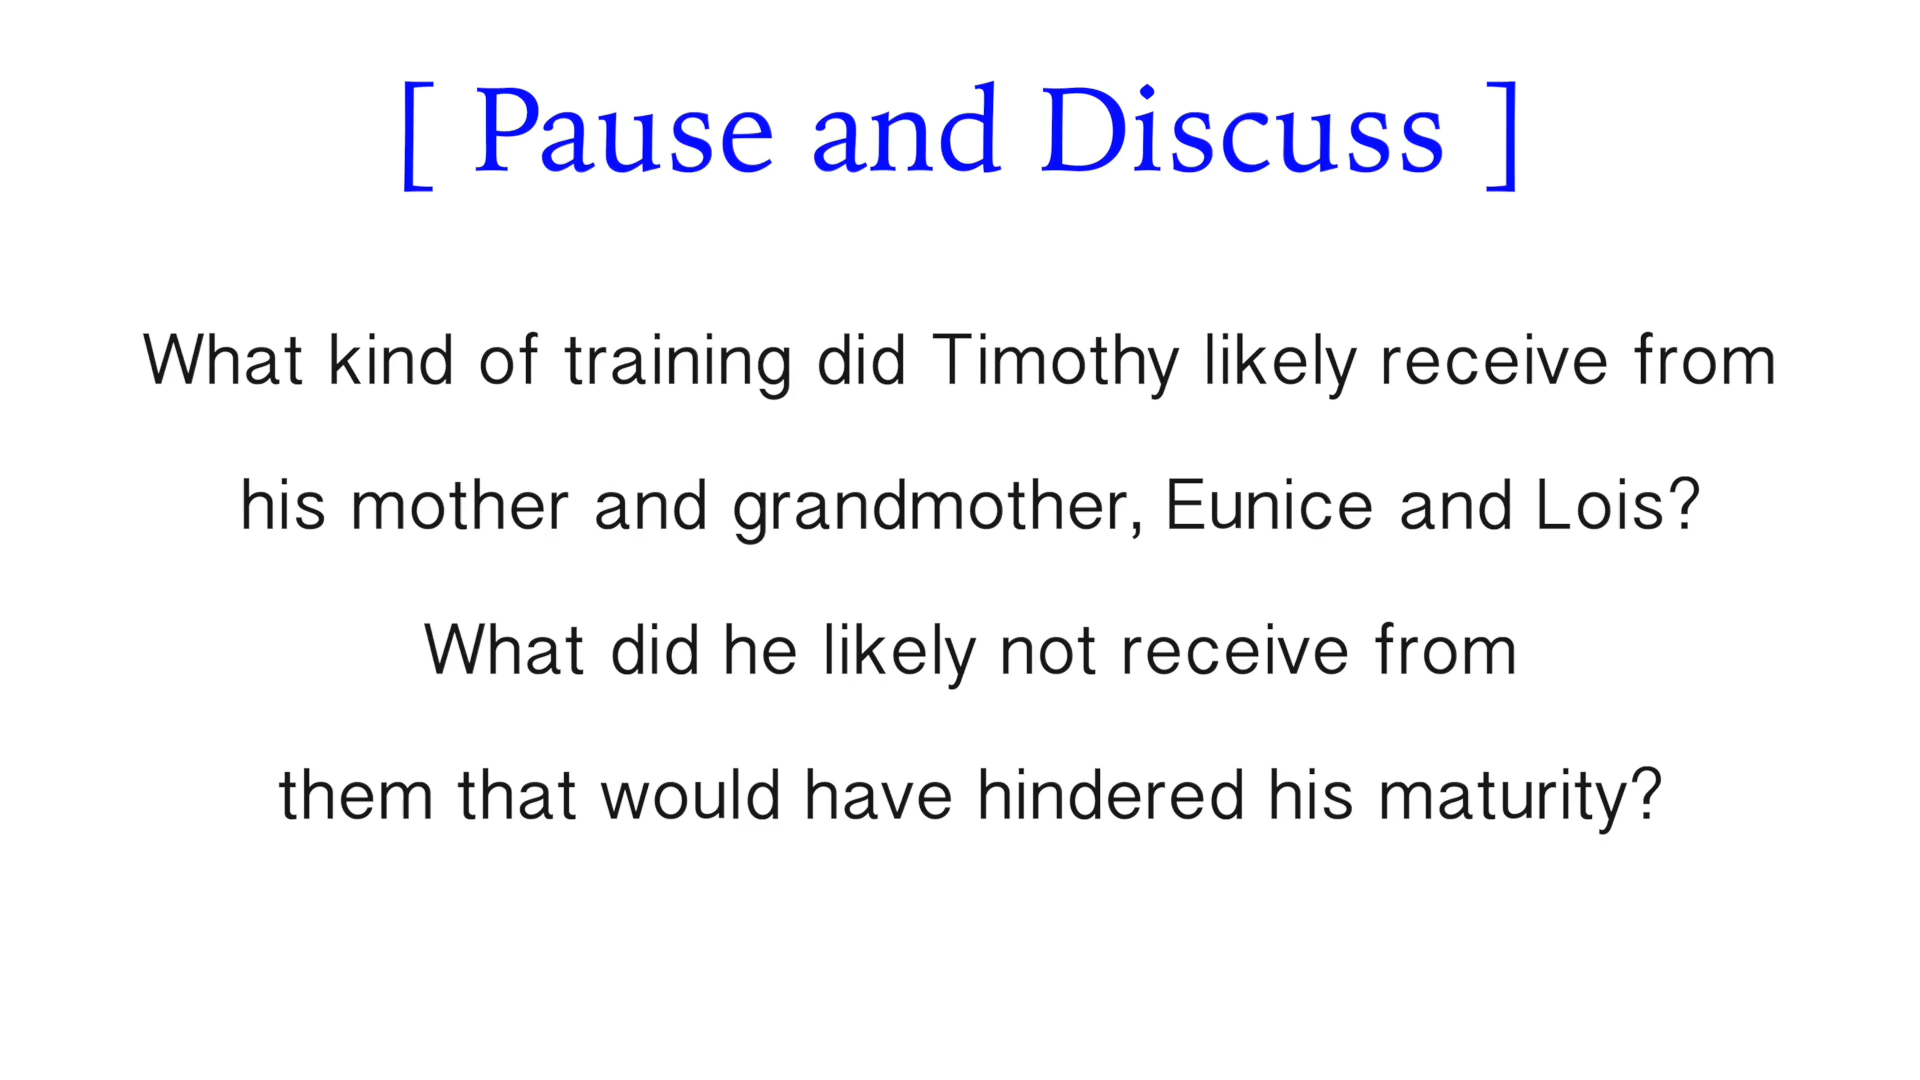 [ Pause and Discuss ]
What kind of training did Timothy likely receive from
his mother and grandmother, Eunice and Lois?
What did he likely not receive from
them that would have hindered his maturity?